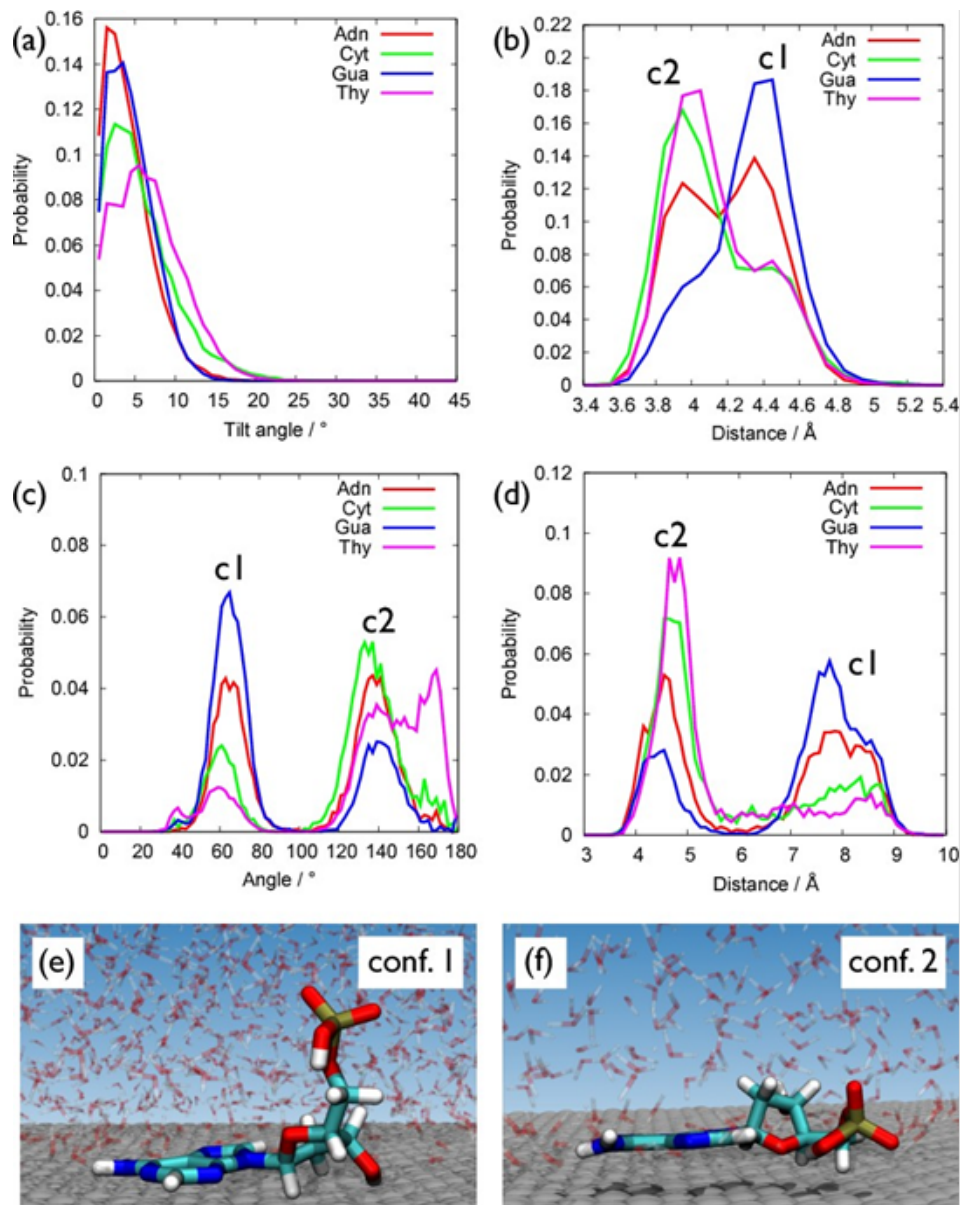 (a)
Adn
Cyt
Gua
Thy
0.16
0.14
0.12
0.1
0.08
0.06
0.04
0.02
0
Probability
0 5 10 15 20 25 30 35 40 45
Tilt angle / °
(b)
c2 c1
Adn
Cyt
Gua
Thy
0.22
0.2
0.18
0.16
0.14
0.12
0.1
0.08
0.06
0.04
0.02
0
Probability
3.4 3.6 3.8 4 4.2 4.4 4.6 4.8 5 5.2 5.4
Distance / Å
(c)
c1
c2
Adn
Cyt
Gua
Thy
0.1
0.08
0.06
0.04
0.02
0
Probability
0 20 40 60 80 100 120 140 160 180
Angle / °
(d)
c2
c1
Adn
Cyt
Gua
Thy
0.12
0.1
0.08
0.06
0.04
0.02
0
Probability
3 4 5 6 7 8 9 10
Distance / Å
(e) conf. 1
(f) conf. 2